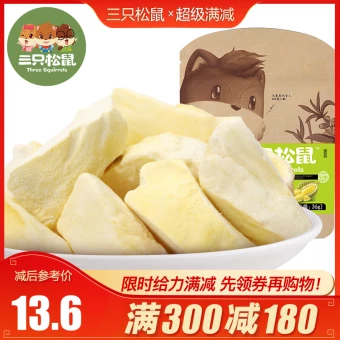 三只松鼠×超级满减
三只松鼠
Three Squirrels
只松鼠
减后参考价
13.6
限时给力满减 先领券再购物!
满300减180